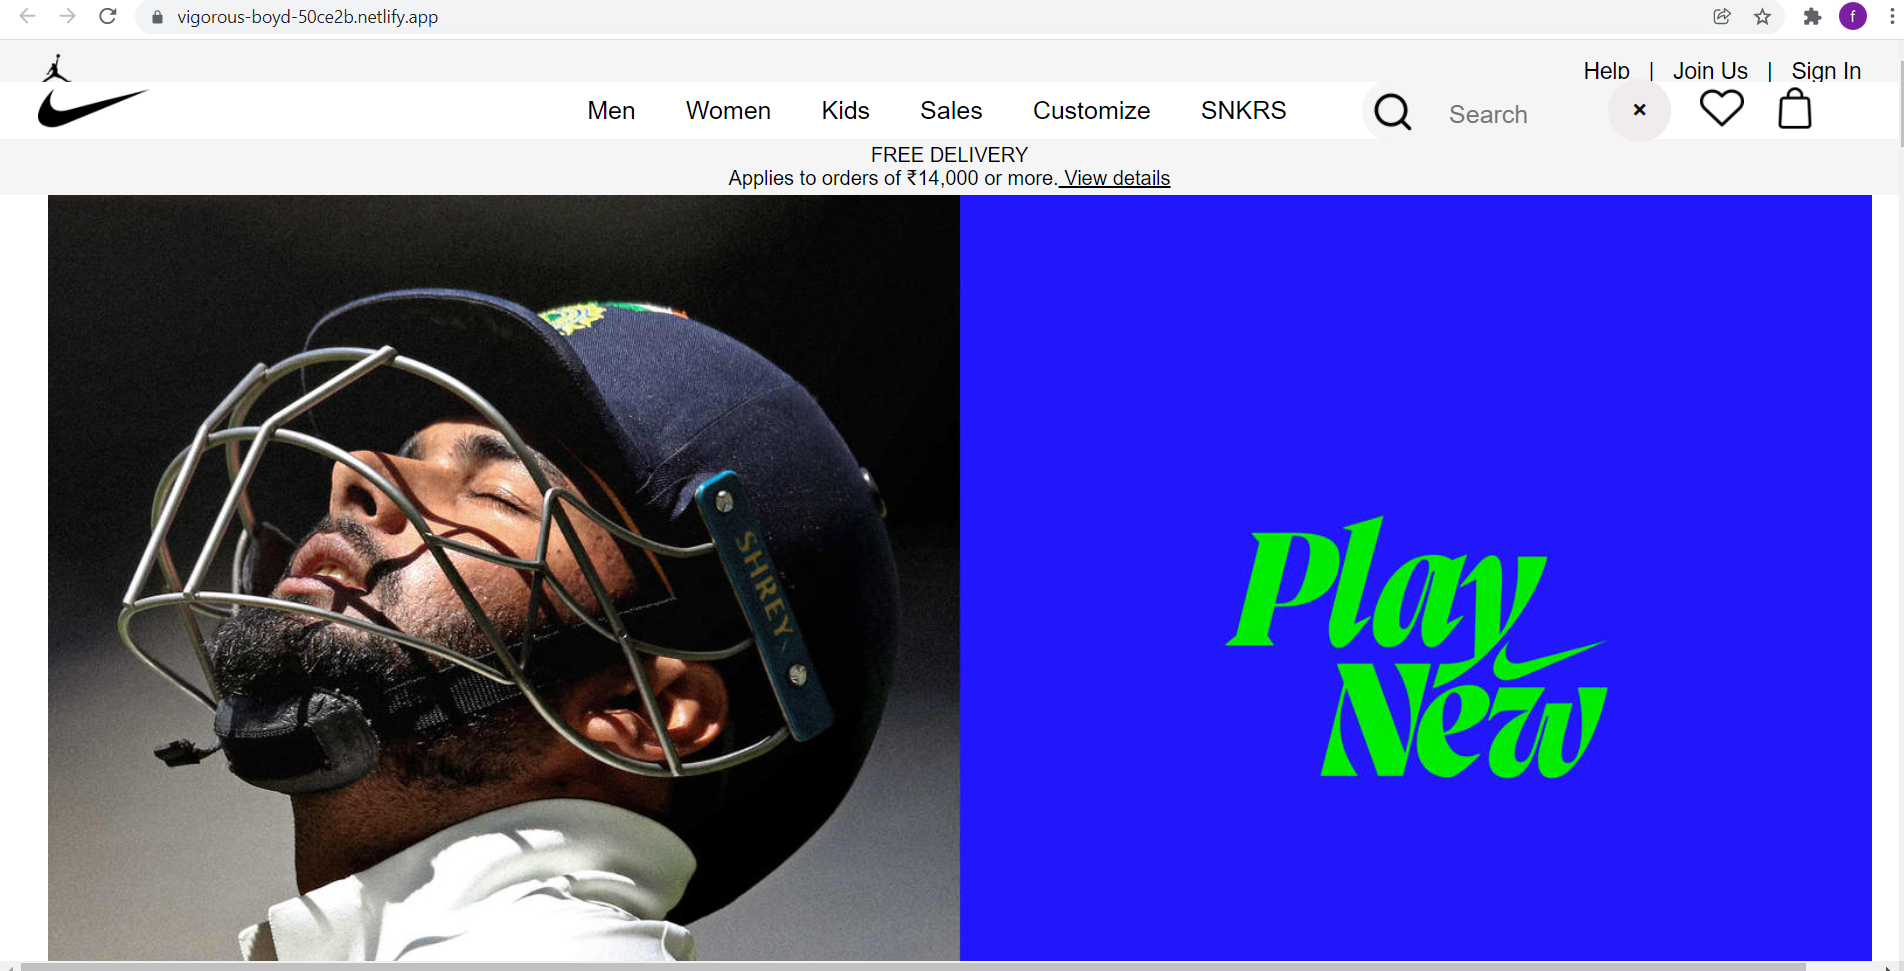 vigorous-boyd-50ce2b.netlify.app
f
Help | Join Us | Sign In
Men Women Kids Sales Customize SNKRS Search ×
FREE DELIVERY
Applies to orders of ₹14,000 or more. View details
SHREY
Play
New